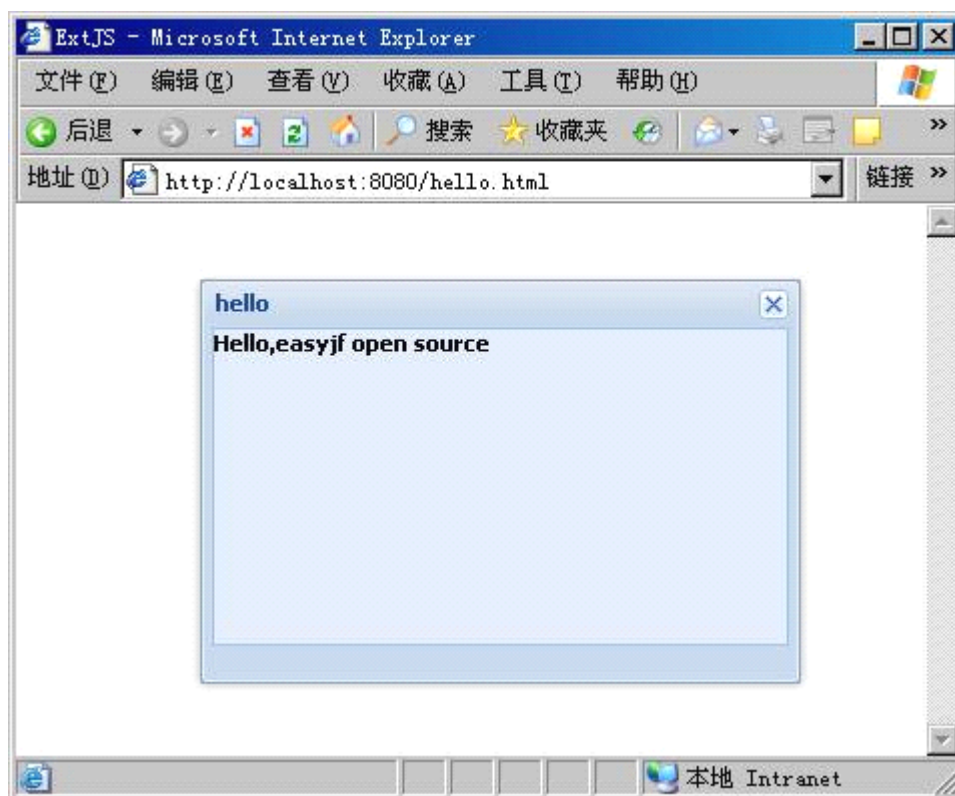 ExtJS - Microsoft Internet Explorer
文件(F) 编辑(E) 查看(V) 收藏(A) 工具(T) 帮助(H)
后退 搜索 收藏夹 »
地址(D) http://localhost:8080/hello.html 链接 »
hello
Hello,easyjf open source
本地 Intranet